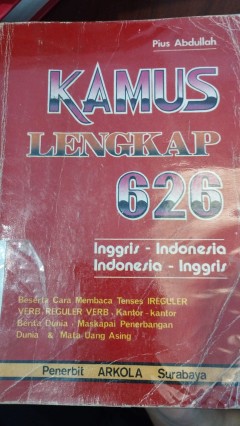 Pius Abdullah
KAMUS
LENGKAP
626
Inggris - Indonesia
Indonesia - Inggris
Beserta Cara Membaca Tenses IREGULER
VERB - REGULER VERB - Kantor - kantor
Berita Dunia - Maskapai Penerbangan
Dunia & Mata Uang Asing
Penerbit ARKOLA Surabaya